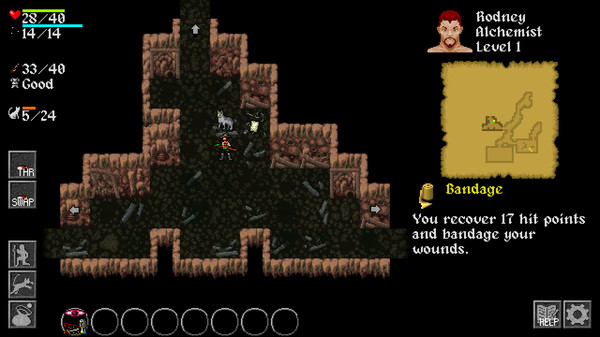 28/40
14/14
33/40
Good
5/24
THR
SWAP
Rodney
Alchemist
Level 1
Bandage
You recover 17 hit points
and bandage your
wounds.
HELP